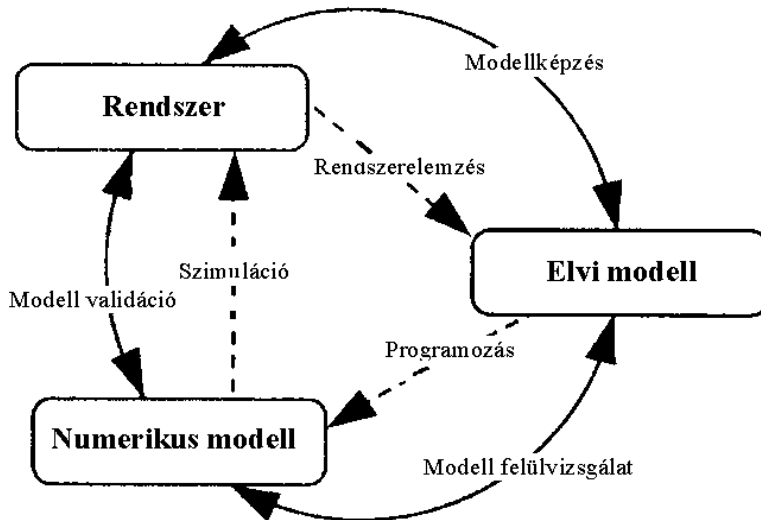 Modellképzés
Rendszer
Rendszerelemzés
Elvi modell
Szimuláció
Modell validáció
Programozás
Numerikus modell
Modell felülvizsgálat